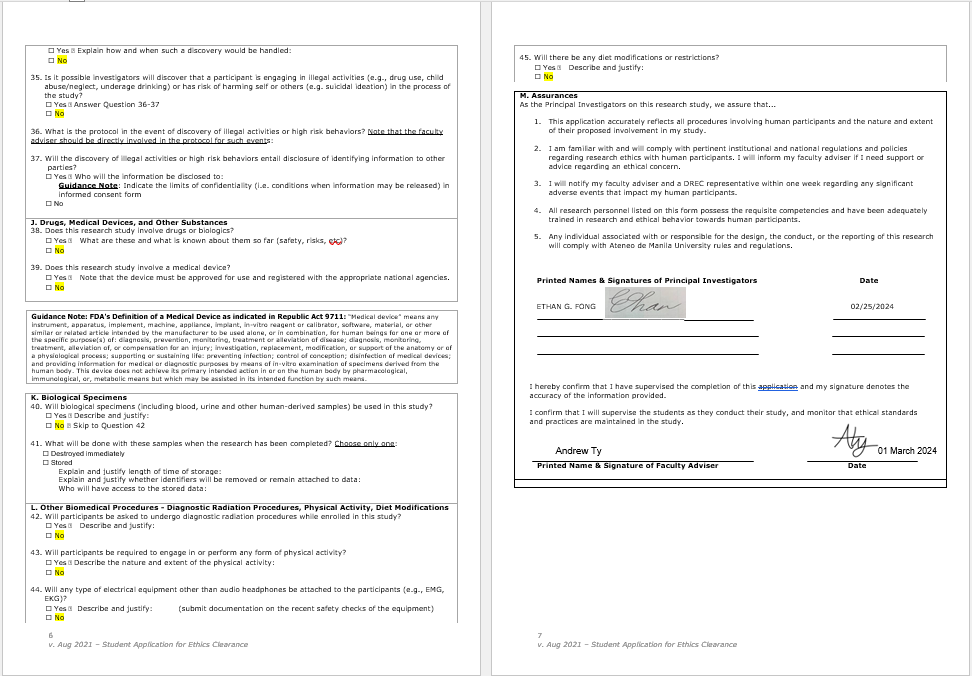 ☐ Yes Explain how and when such a discovery would be handled:
☐ No
35. Is it possible investigators will discover that a participant is engaging in illegal activities (e.g., drug use, child
abuse/neglect, underage drinking) or has risk of harming self or others (e.g. suicidal ideation) in the process of
the study?
☐ Yes Answer Question 36-37
☐ No
36. What is the protocol in the event of discovery of illegal activities or high risk behaviors? Note that the faculty
adviser should be directly involved in the protocol for such events:
37. Will the discovery of illegal activities or high risk behaviors entail disclosure of identifying information to other
parties?
☐ Yes Who will the information be disclosed to:
Guidance Note: Indicate the limits of confidentiality (i.e. conditions when information may be released) in
informed consent form
☐ No
J. Drugs, Medical Devices, and Other Substances
38. Does this research study involve drugs or biologics?
☐ Yes What are these and what is known about them so far (safety, risks, etc)?
☐ No
39. Does this research study involve a medical device?
☐ Yes Note that the device must be approved for use and registered with the appropriate national agencies.
☐ No
Guidance Note: FDA's Definition of a Medical Device as indicated in Republic Act 9711: "Medical device" means any
instrument, apparatus, implement, machine, appliance, implant, in-vitro reagent or calibrator, software, material, or other
similar or related article intended by the manufacturer to be used alone, or in combination, for human beings for one or more of
the specific purpose(s) of: diagnosis, prevention, monitoring, treatment or alleviation of disease; diagnosis, monitoring,
treatment, alleviation of, or compensation for an injury; investigation, replacement, modification, or support of the anatomy or of
a physiological process; supporting or sustaining life: preventing infection; control of conception; disinfection of medical devices;
and providing information for medical or diagnostic purposes by means of in-vitro examination of specimens derived from the
human body. This device does not achieve its primary intended action in or on the human body by pharmacological,
immunological, or, metabolic means but which may be assisted in its intended function by such means.
K. Biological Specimens
40. Will biological specimens (including blood, urine and other human-derived samples) be used in this study?
☐ Yes Describe and justify:
☐ No Skip to Question 42
41. What will be done with these samples when the research has been completed? Choose only one:
☐ Destroyed immediately
☐ Stored
Explain and justify length of time of storage:
Explain and justify whether identifiers will be removed or remain attached to data:
Who will have access to the stored data:
L. Other Biomedical Procedures - Diagnostic Radiation Procedures, Physical Activity, Diet Modifications
42. Will participants be asked to undergo diagnostic radiation procedures while enrolled in this study?
☐ Yes Describe and justify:
☐ No
43. Will participants be required to engage in or perform any form of physical activity?
☐ Yes Describe the nature and extent of the physical activity:
☐ No
44. Will any type of electrical equipment other than audio headphones be attached to the participants (e.g., EMG,
EKG)?
☐ Yes Describe and justify: (submit documentation on the recent safety checks of the equipment)
☐ No
6
v. Aug 2021 – Student Application for Ethics Clearance
45. Will there be any diet modifications or restrictions?
☐ Yes Describe and justify:
☐ No
M. Assurances
As the Principal Investigators on this research study, we assure that...
1. This application accurately reflects all procedures involving human participants and the nature and extent
of their proposed involvement in my study.
2. I am familiar with and will comply with pertinent institutional and national regulations and policies
regarding research ethics with human participants. I will inform my faculty adviser if I need support or
advice regarding an ethical concern.
3. I will notify my faculty adviser and a DREC representative within one week regarding any significant
adverse events that impact my human participants.
4. All research personnel listed on this form possess the requisite competencies and have been adequately
trained in research and ethical behavior towards human participants.
5. Any individual associated with or responsible for the design, the conduct, or the reporting of this research
will comply with Ateneo de Manila University rules and regulations.
Printed Names & Signatures of Principal Investigators Date
ETHAN G. FONG Ethan 02/25/2024
I hereby confirm that I have supervised the completion of this application and my signature denotes the
accuracy of the information provided.
I confirm that I will supervise the students as they conduct their study, and monitor that ethical standards
and practices are maintained in the study.
Andrew Ty Aty 01 March 2024
Printed Name & Signature of Faculty Adviser Date
7
v. Aug 2021 – Student Application for Ethics Clearance